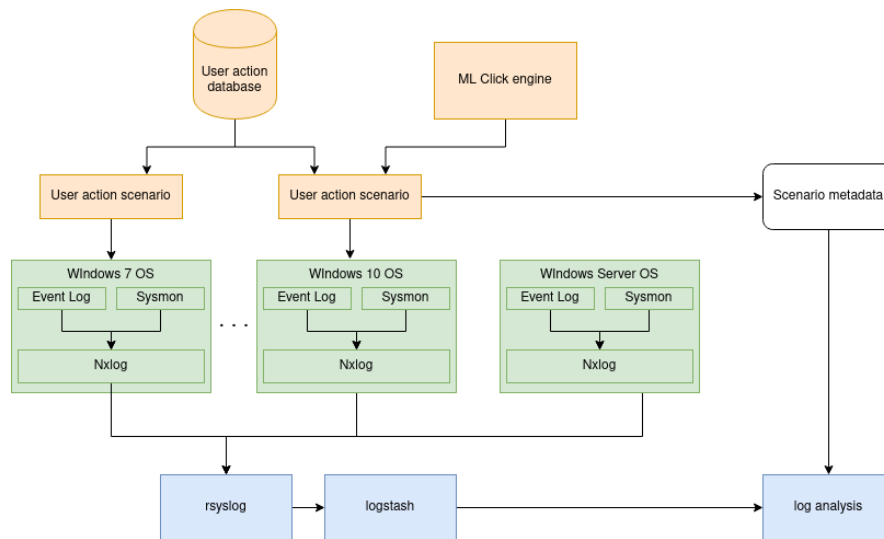 User action
database
ML Click engine
User action scenario
User action scenario
Scenario metadata
WIndows 7 OS
Event Log
Sysmon
Nxlog
. . .
WIndows 10 OS
Event Log
Sysmon
Nxlog
WIndows Server OS
Event Log
Sysmon
Nxlog
rsyslog
logstash
log analysis